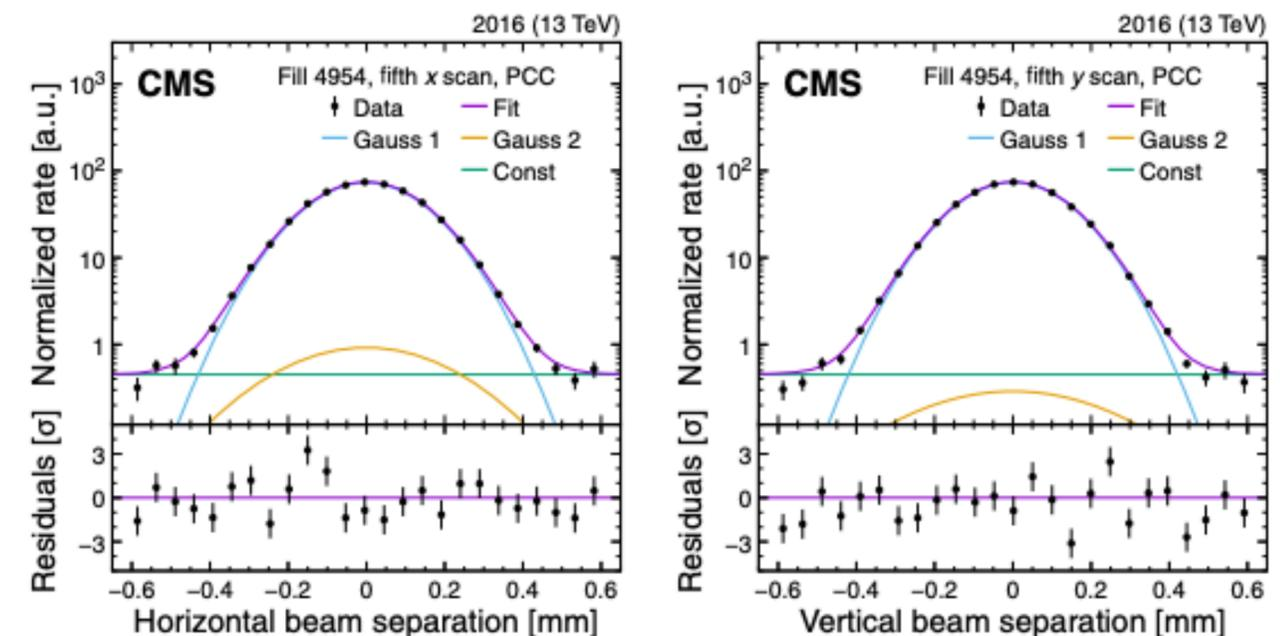 2016 (13 TeV)
CMS
Fill 4954, fifth x scan, PCC
Data
Fit
Gauss 1
Gauss 2
Const
Normalized rate [a.u.]
10³
10²
10
1
Residuals [σ]
3
0
−3
−0.6 −0.4 −0.2 0 0.2 0.4 0.6
Horizontal beam separation [mm]
2016 (13 TeV)
CMS
Fill 4954, fifth y scan, PCC
Data
Fit
Gauss 1
Gauss 2
Const
Normalized rate [a.u.]
10³
10²
10
1
Residuals [σ]
3
0
−3
−0.6 −0.4 −0.2 0 0.2 0.4 0.6
Vertical beam separation [mm]